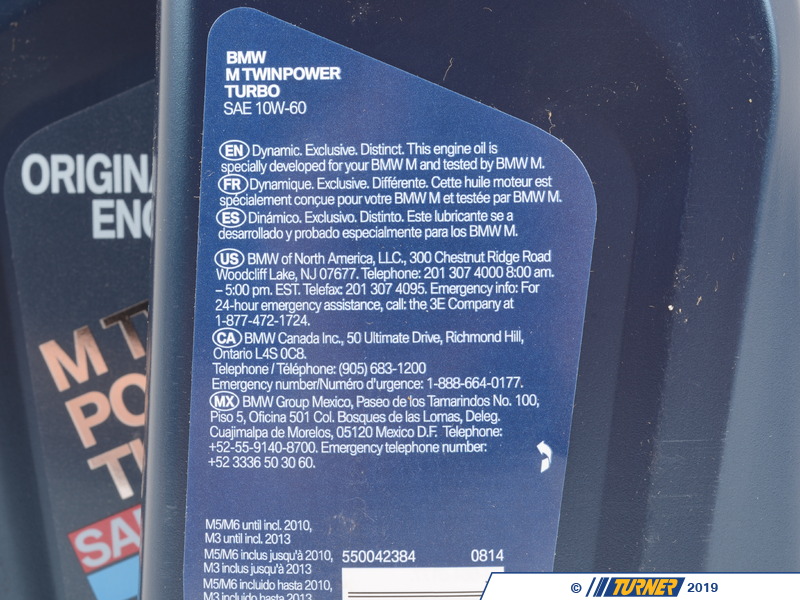 BMW
M TWINPOWER
TURBO
SAE 10W-60
EN Dynamic. Exclusive. Distinct. This engine oil is
specially developed for your BMW M and tested by BMW M.
FR Dynamique. Exclusive. Différente. Cette huile moteur est
spécialement conçue pour votre BMW M et testée par BMW M.
ES Dinámico. Exclusivo. Distinto. Este lubricante se a
desarrollado y probado especialmente para los BMW M.
US BMW of North America, LLC., 300 Chestnut Ridge Road
Woodcliff Lake, NJ 07677. Telephone: 201 307 4000 8:00 am.
– 5:00 pm. EST. Telefax: 201 307 4095. Emergency info: For
24-hour emergency assistance, call: the 3E Company at
1-877-472-1724.
CA BMW Canada Inc., 50 Ultimate Drive, Richmond Hill,
Ontario L4S 0C8.
Telephone / Téléphone: (905) 683-1200
Emergency number/Numéro d'urgence: 1-888-664-0177.
MX BMW Group Mexico, Paseo de los Tamarindos No. 100,
Piso 5, Oficina 501 Col. Bosques de las Lomas, Deleg.
Cuajimalpa de Morelos, 05120 Mexico D.F. Telephone:
+52-55-9140-8700. Emergency telephone number:
+52 3336 50 30 60.
M5/M6 until incl. 2010,
M3 until incl. 2013
M5/M6 inclus jusqu'à 2010,
M3 inclus jusqu'à 2013
M5/M6 incluido hasta 2010,
M3 incluido hasta 2013
550042384 0814
ORIGIN
ENG
M T
PO
T
SA
© TURNER 2019